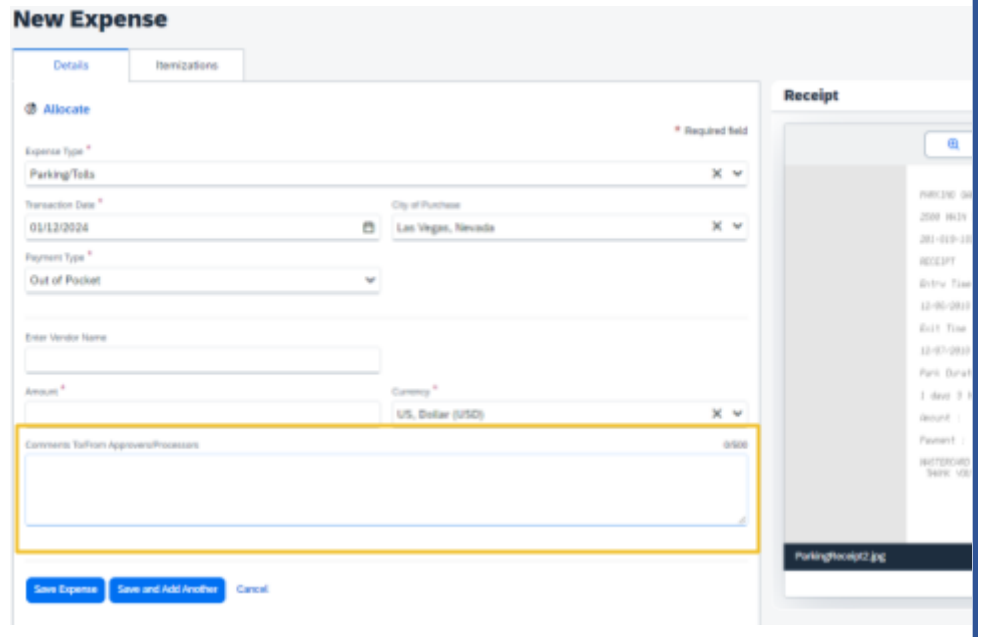 New Expense
Details
Itemizations
Allocate
* Required field
Expense Type *
Parking/Tolls
Transaction Date *
City of Purchase
01/12/2024
Las Vegas, Nevada
Payment Type *
Out of Pocket
Enter Vendor Name
Amount *
Currency *
US, Dollar (USD)
Comments To/From Approvers/Processors
0/500
Save Expense
Save and Add Another
Cancel
Receipt
2500 MAIN
RECEIPT
Entry Time
Exit Time
Park Durat
Amount :
Payment :
MASTERCARD
BANK
ParkingReceipt2.jpg